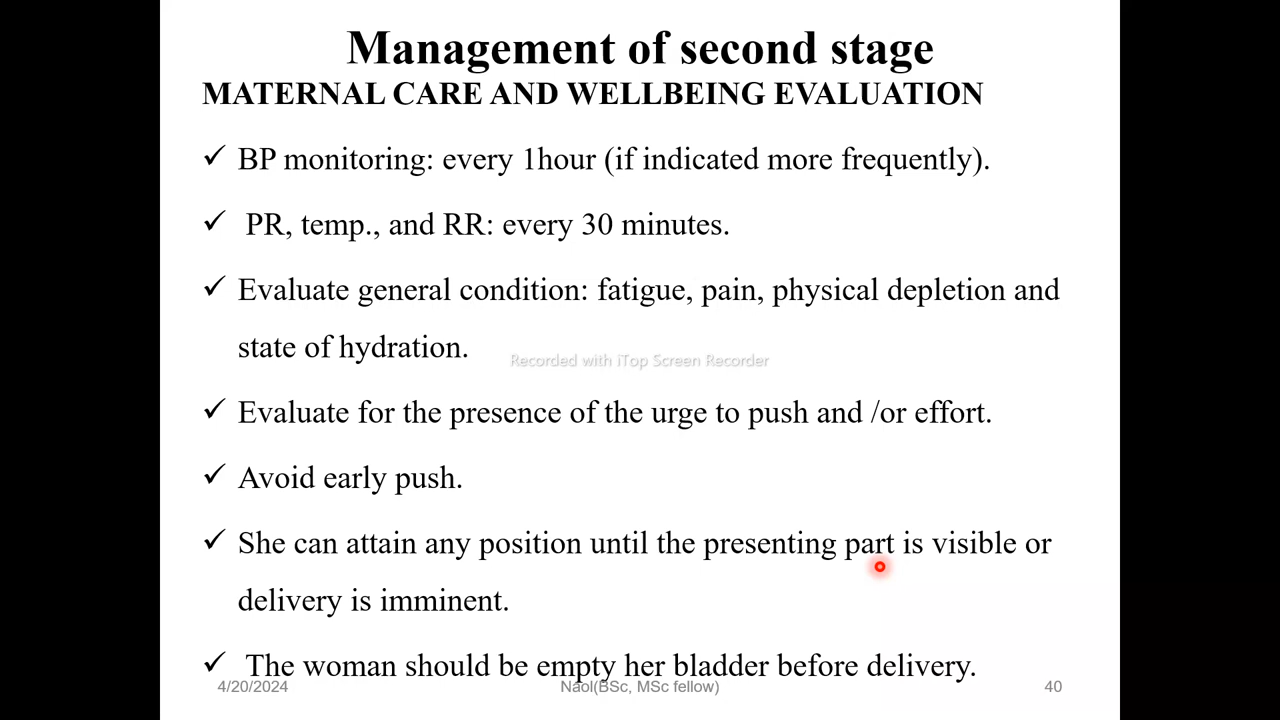 Management of second stage
MATERNAL CARE AND WELLBEING EVALUATION
✓ BP monitoring: every 1hour (if indicated more frequently).
✓ PR, temp., and RR: every 30 minutes.
✓ Evaluate general condition: fatigue, pain, physical depletion and
state of hydration.
Recorded with iTop Screen Recorder
✓ Evaluate for the presence of the urge to push and /or effort.
✓ Avoid early push.
✓ She can attain any position until the presenting part is visible or
delivery is imminent.
✓ The woman should be empty her bladder before delivery.
4/20/2024 Naol(BSc, MSc fellow) 40